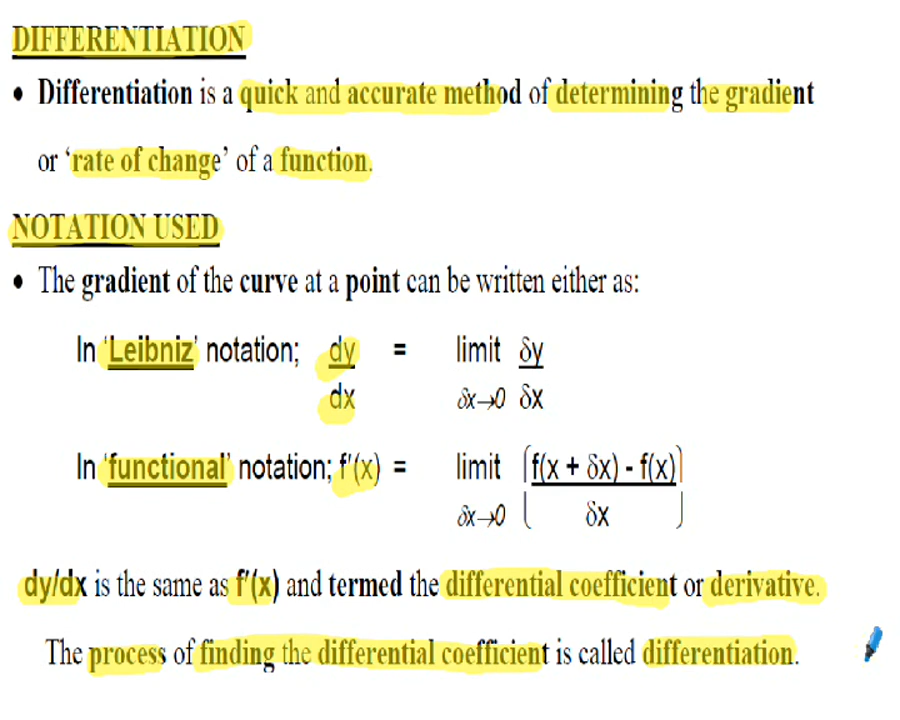 DIFFERENTIATION
• Differentiation is a quick and accurate method of determining the gradient
or ‘rate of change’ of a function.
NOTATION USED
• The gradient of the curve at a point can be written either as:
In ‘Leibniz’ notation; dy = limit δy
dx δx→0 δx
In ‘functional’ notation; f′(x) = limit (f(x + δx) - f(x))
δx→0 δx
dy/dx is the same as f′(x) and termed the differential coefficient or derivative.
The process of finding the differential coefficient is called differentiation.